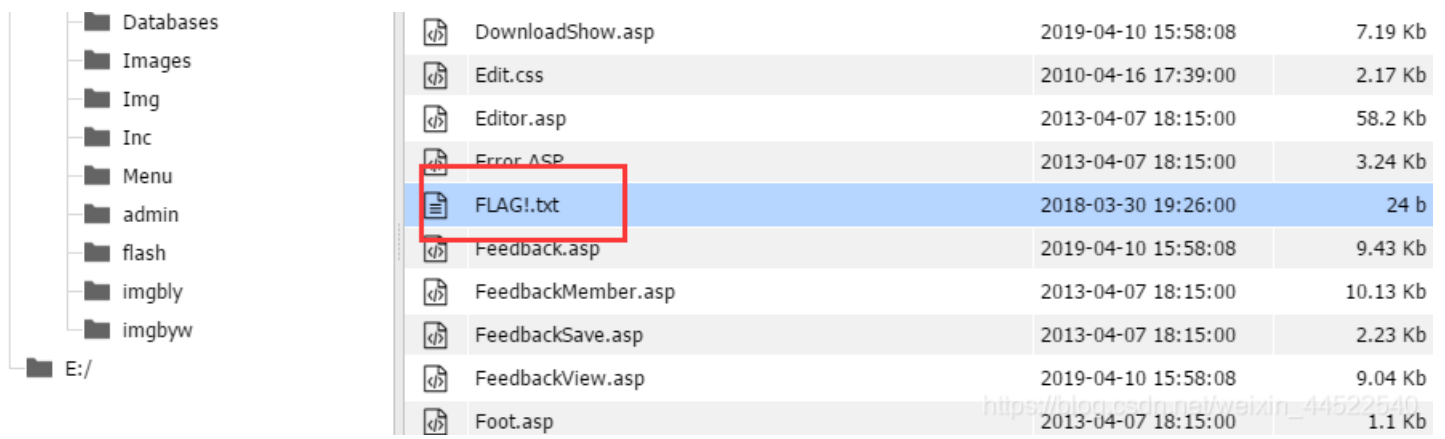 Databases
Images
Img
Inc
Menu
admin
flash
imgbly
imgbyw
E:/
DownloadShow.asp 2019-04-10 15:58:08 7.19 Kb
Edit.css 2010-04-16 17:39:00 2.17 Kb
Editor.asp 2013-04-07 18:15:00 58.2 Kb
Error.ASP 2013-04-07 18:15:00 3.24 Kb
FLAG!.txt 2018-03-30 19:26:00 24 b
Feedback.asp 2019-04-10 15:58:08 9.43 Kb
FeedbackMember.asp 2013-04-07 18:15:00 10.13 Kb
FeedbackSave.asp 2013-04-07 18:15:00 2.23 Kb
FeedbackView.asp 2019-04-10 15:58:08 9.04 Kb
https://blog.csdn.net/weixin_44522540
Foot.asp 2013-04-07 18:15:00 1.1 Kb